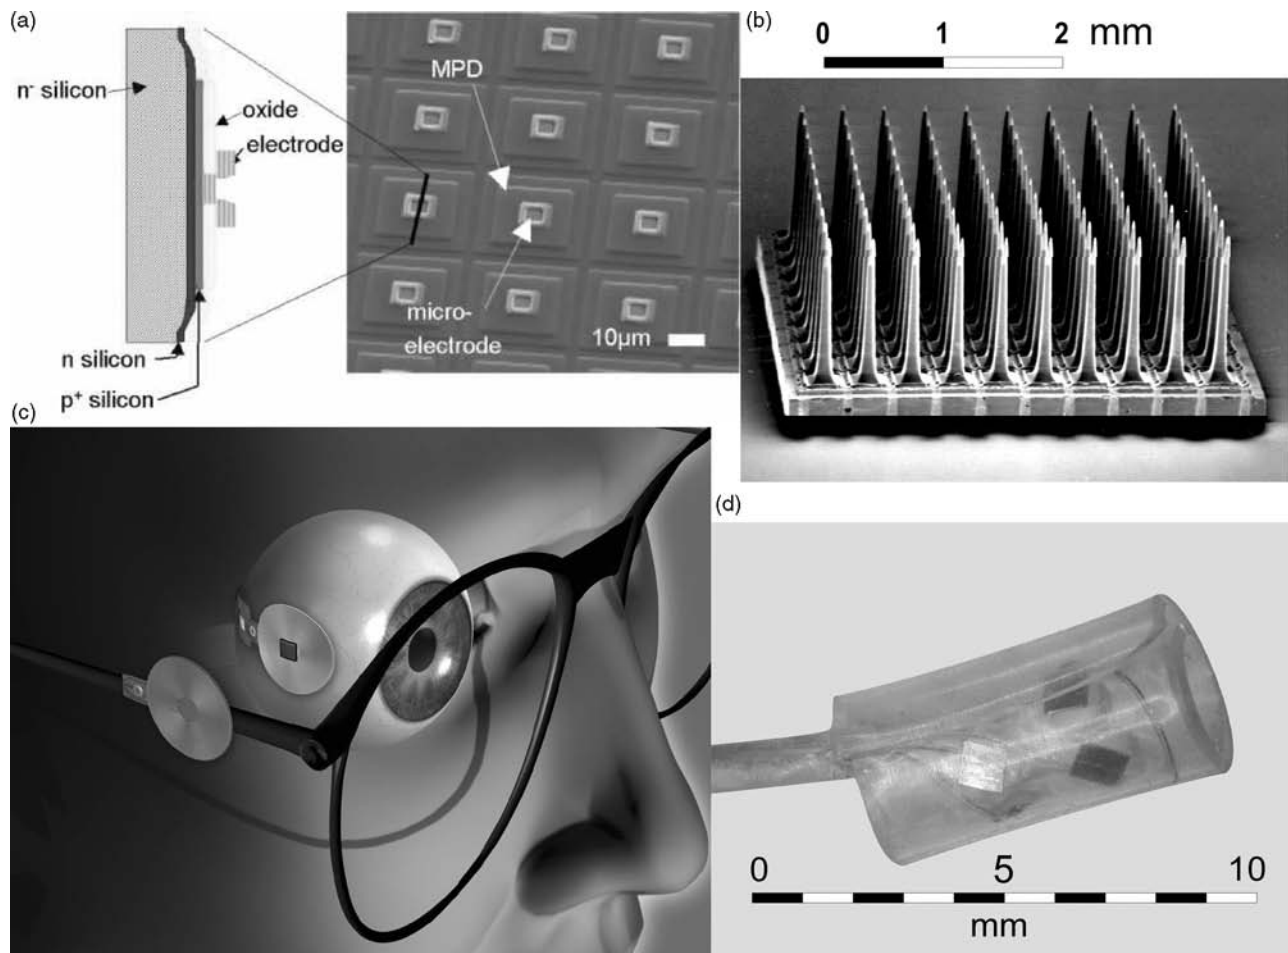 (a)
n⁻ silicon
oxide
electrode
n silicon
p⁺ silicon
MPD
micro-
electrode
10µm
(b)
0 1 2 mm
(c)
(d)
0 5 10
mm